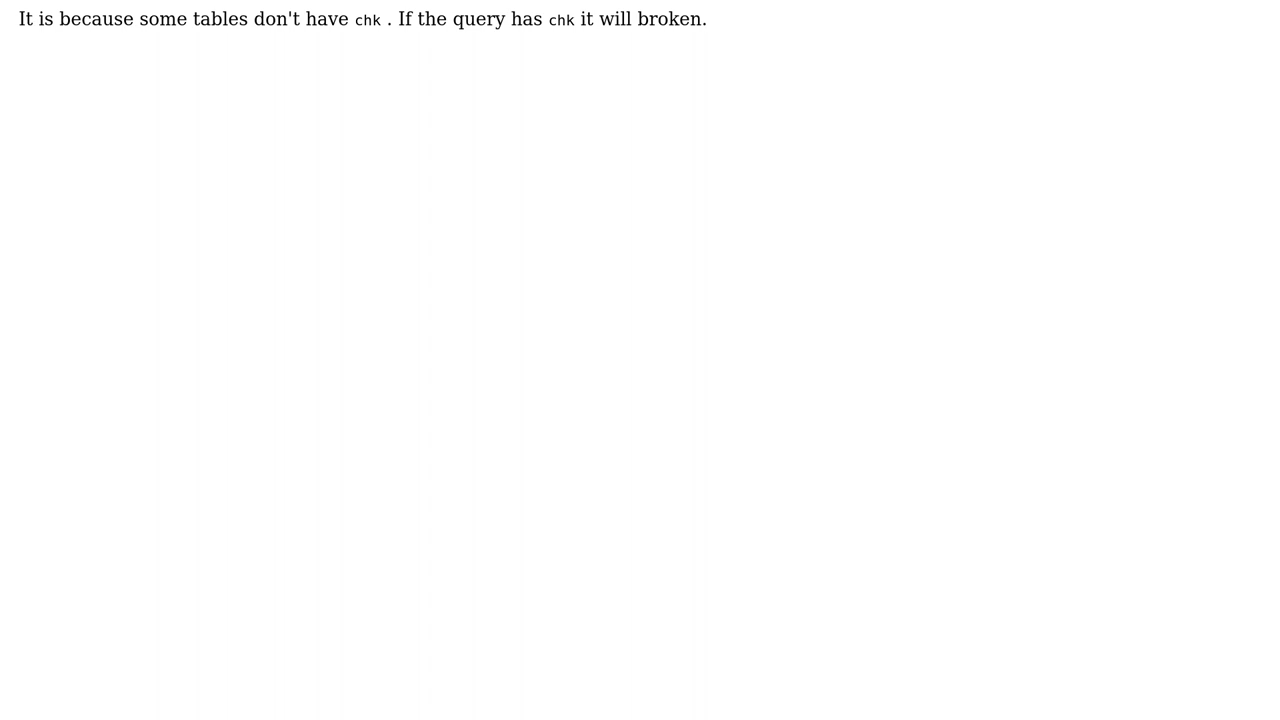 It is because some tables don't have chk . If the query has chk it will broken.